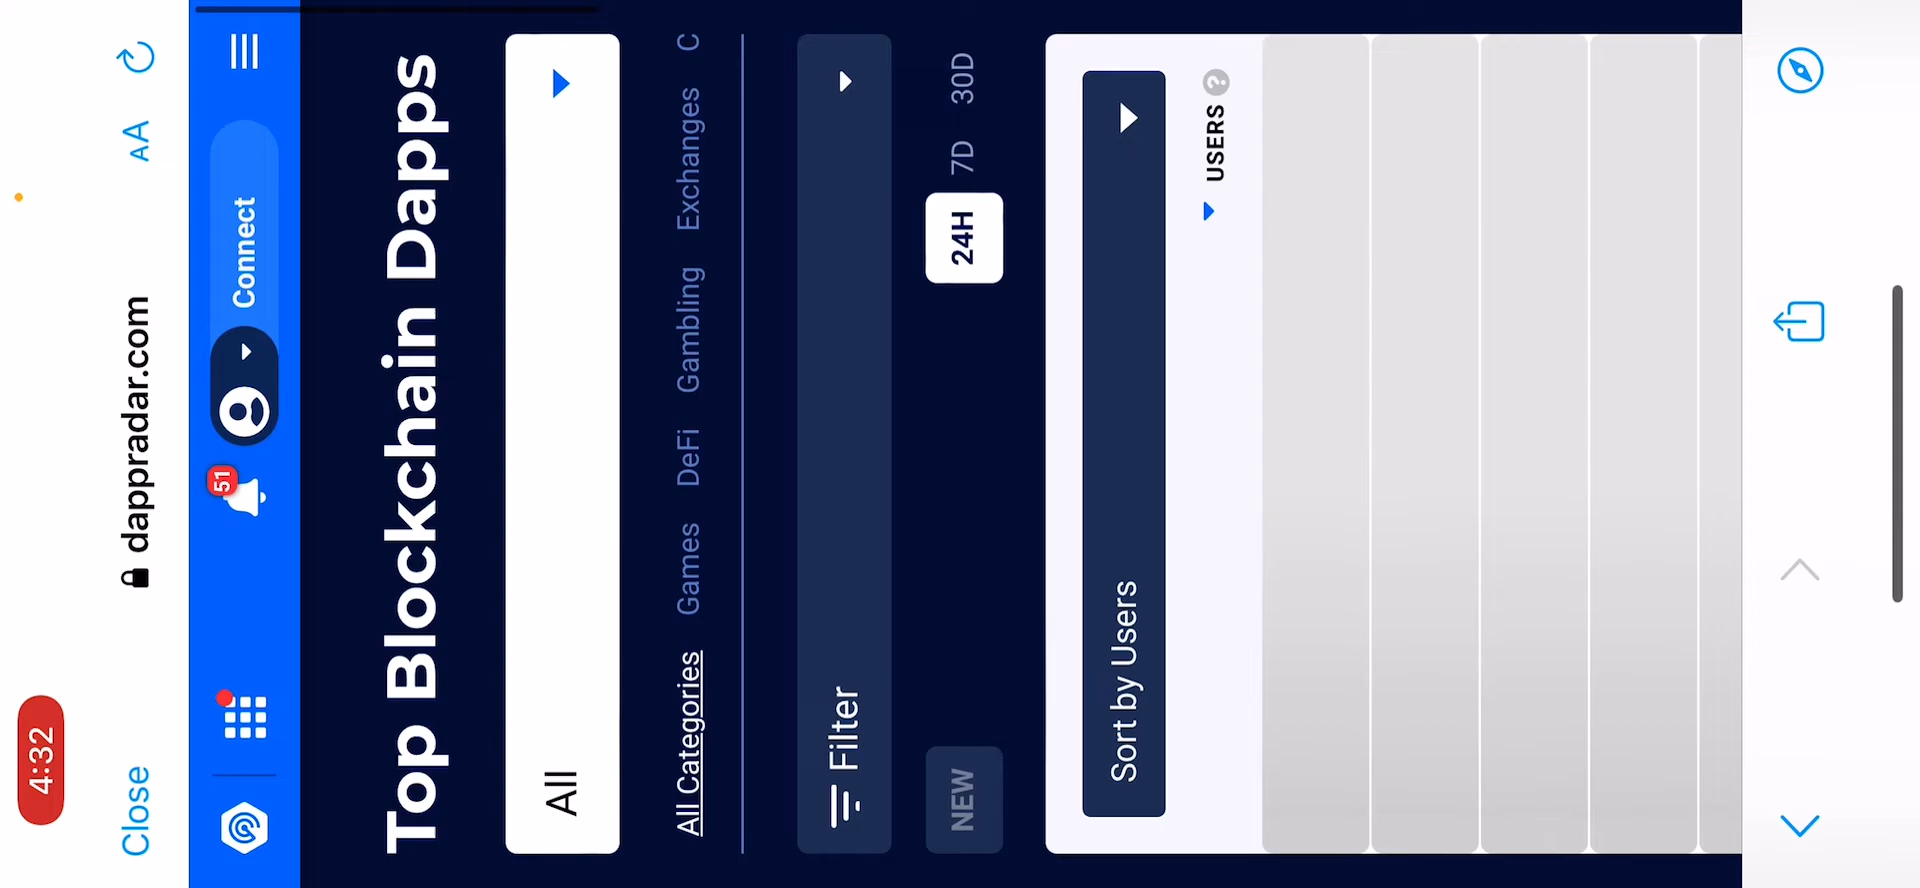 4:32
Close
dappradar.com
AA
51
Connect
Top Blockchain Dapps
All
All Categories Games DeFi Gambling Exchanges C
Filter
NEW
24H 7D 30D
Sort by Users
USERS ?